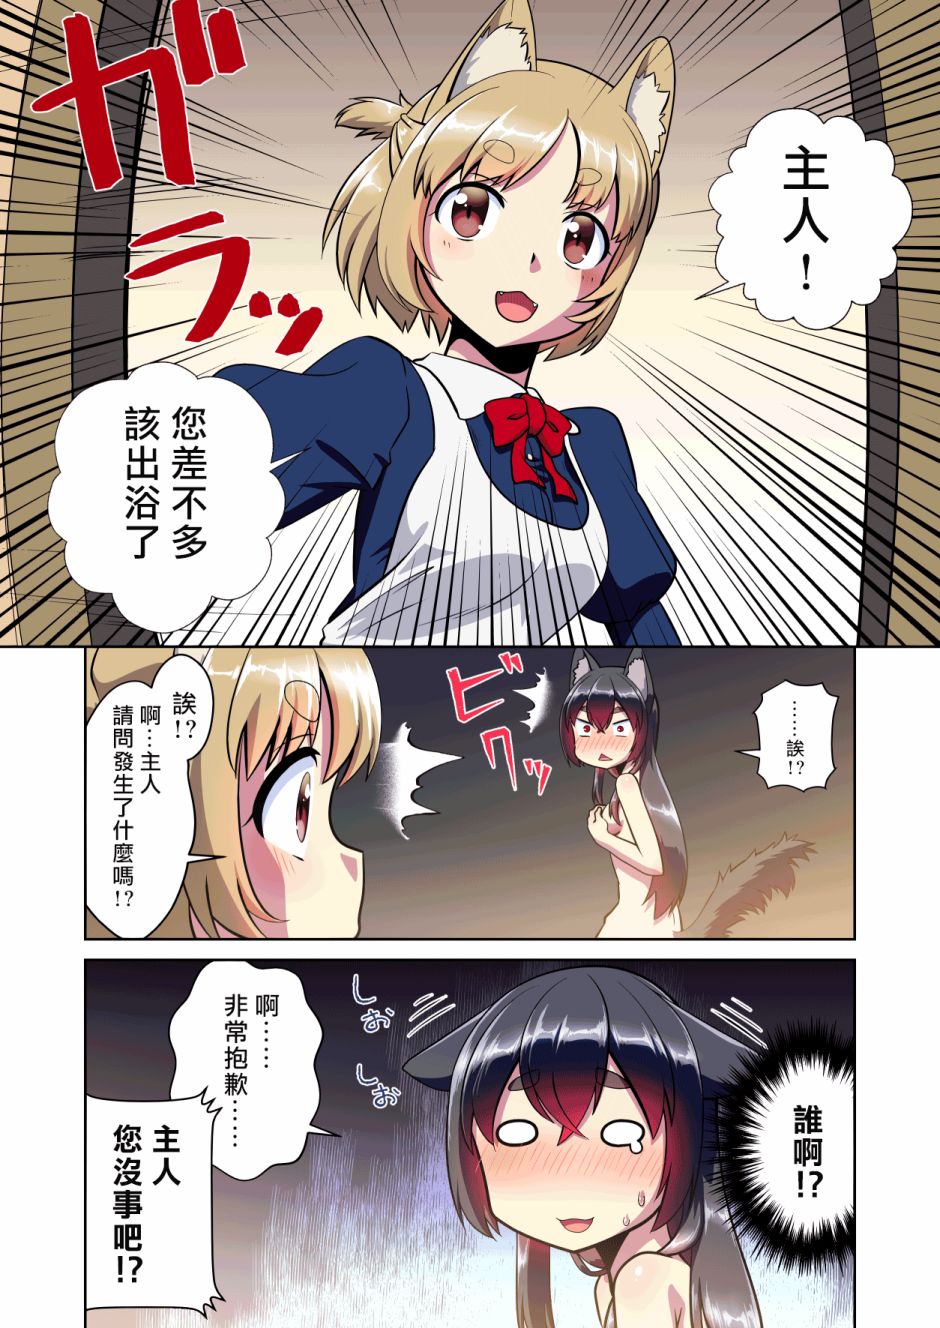 ガラッ
主人！
您差不多
該出浴了
……誒!?
ビクッ
誒!?
啊…主人
請問發生了什麼嗎!?
誰啊!?
しお
しお
啊……
非常抱歉……
主人
您沒事吧!?